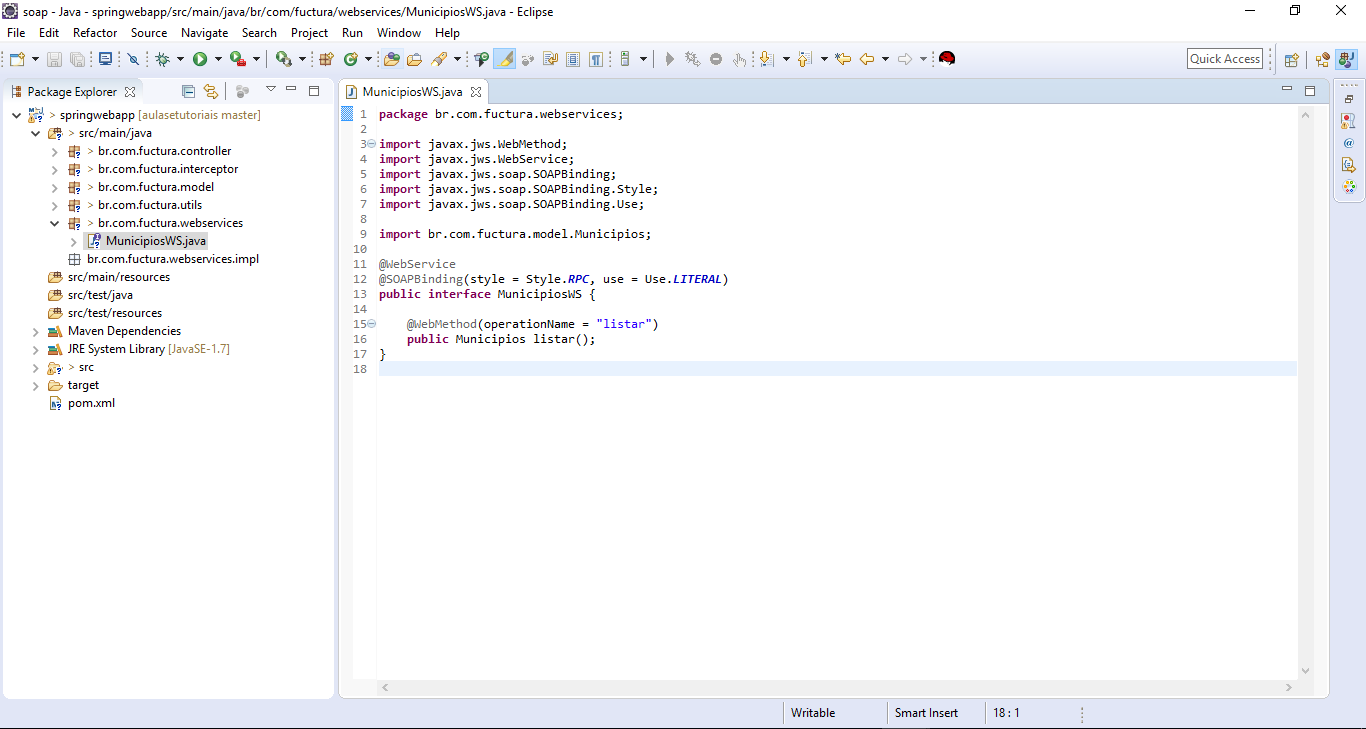 soap - Java - springwebapp/src/main/java/br/com/fuctura/webservices/MunicipiosWS.java - Eclipse
File Edit Refactor Source Navigate Search Project Run Window Help
Quick Access
Package Explorer
> springwebapp [aulasetutoriais master]
> src/main/java
> br.com.fuctura.controller
> br.com.fuctura.interceptor
> br.com.fuctura.model
> br.com.fuctura.utils
> br.com.fuctura.webservices
MunicipiosWS.java
br.com.fuctura.webservices.impl
src/main/resources
src/test/java
src/test/resources
Maven Dependencies
JRE System Library [JavaSE-1.7]
> src
target
pom.xml
MunicipiosWS.java
1 package br.com.fuctura.webservices;
2
3 import javax.jws.WebMethod;
4 import javax.jws.WebService;
5 import javax.jws.soap.SOAPBinding;
6 import javax.jws.soap.SOAPBinding.Style;
7 import javax.jws.soap.SOAPBinding.Use;
8
9 import br.com.fuctura.model.Municipios;
10
11 @WebService
12 @SOAPBinding(style = Style.RPC, use = Use.LITERAL)
13 public interface MunicipiosWS {
14
15 @WebMethod(operationName = "listar")
16 public Municipios listar();
17 }
18
Writable Smart Insert 18 : 1